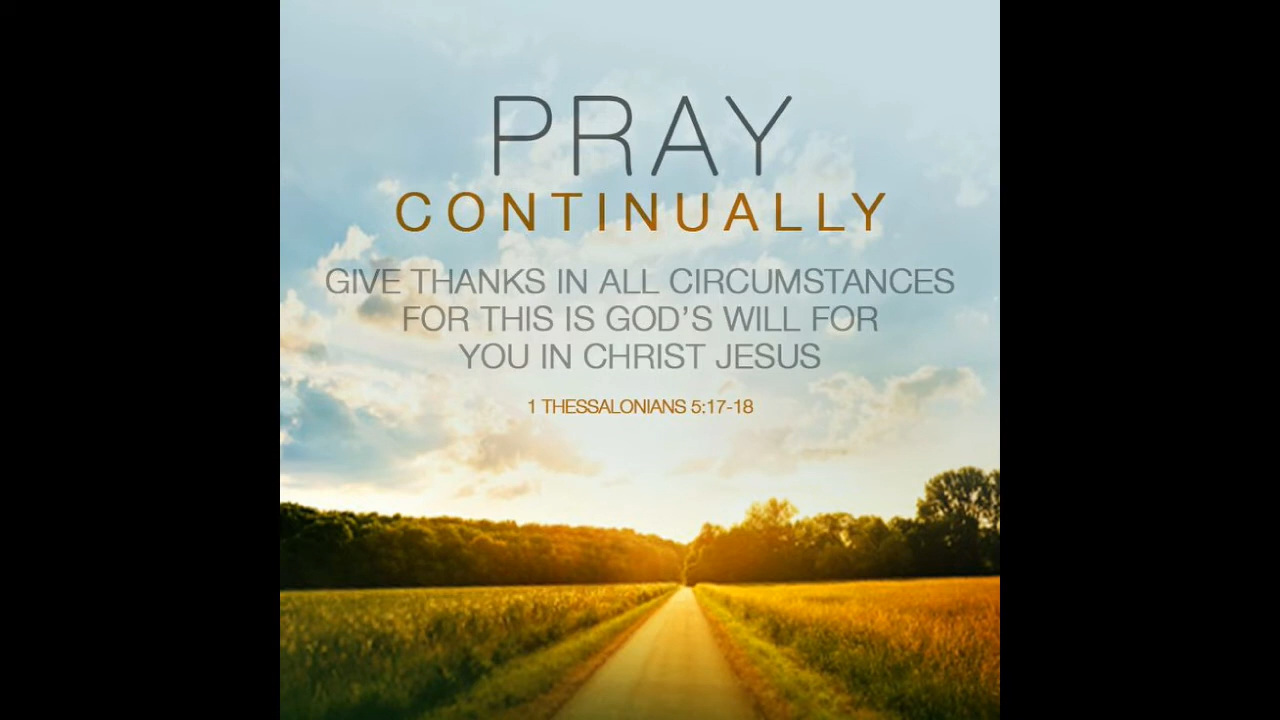 PRAY
CONTINUALLY
GIVE THANKS IN ALL CIRCUMSTANCES
FOR THIS IS GOD'S WILL FOR
YOU IN CHRIST JESUS
1 THESSALONIANS 5:17-18